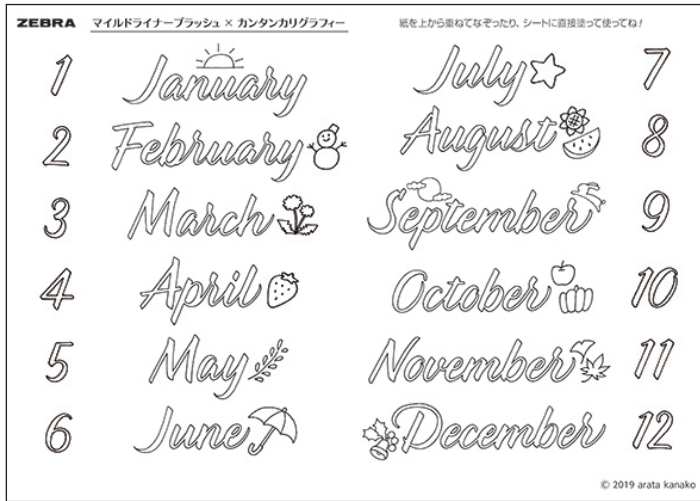 ZEBRA マイルドライナーブラッシュ × カンタンカリグラフィー
紙を上から重ねてなぞったり、シートに直接塗って使ってね!
1 January
2 February
3 March
4 April
5 May
6 June
July 7
August 8
September 9
October 10
November 11
December 12
© 2019 arata kanako